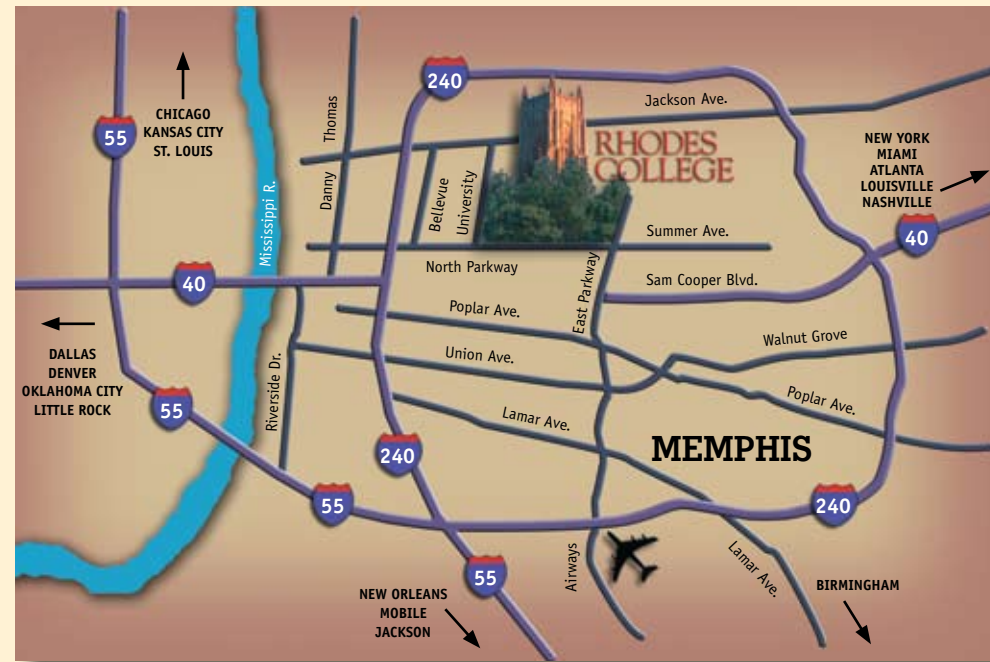 240
Jackson Ave.
Thomas
Danny
55
CHICAGO
KANSAS CITY
ST. LOUIS
RHODES
COLLEGE
NEW YORK
MIAMI
ATLANTA
LOUISVILLE
NASHVILLE
Mississippi R.
Bellevue
University
Summer Ave.
40
North Parkway
East Parkway
Sam Cooper Blvd.
40
Poplar Ave.
Walnut Grove
DALLAS
DENVER
OKLAHOMA CITY
LITTLE ROCK
Riverside Dr.
Union Ave.
55
Lamar Ave.
Poplar Ave.
MEMPHIS
240
55
240
Airways
Lamar Ave.
55
NEW ORLEANS
MOBILE
JACKSON
BIRMINGHAM